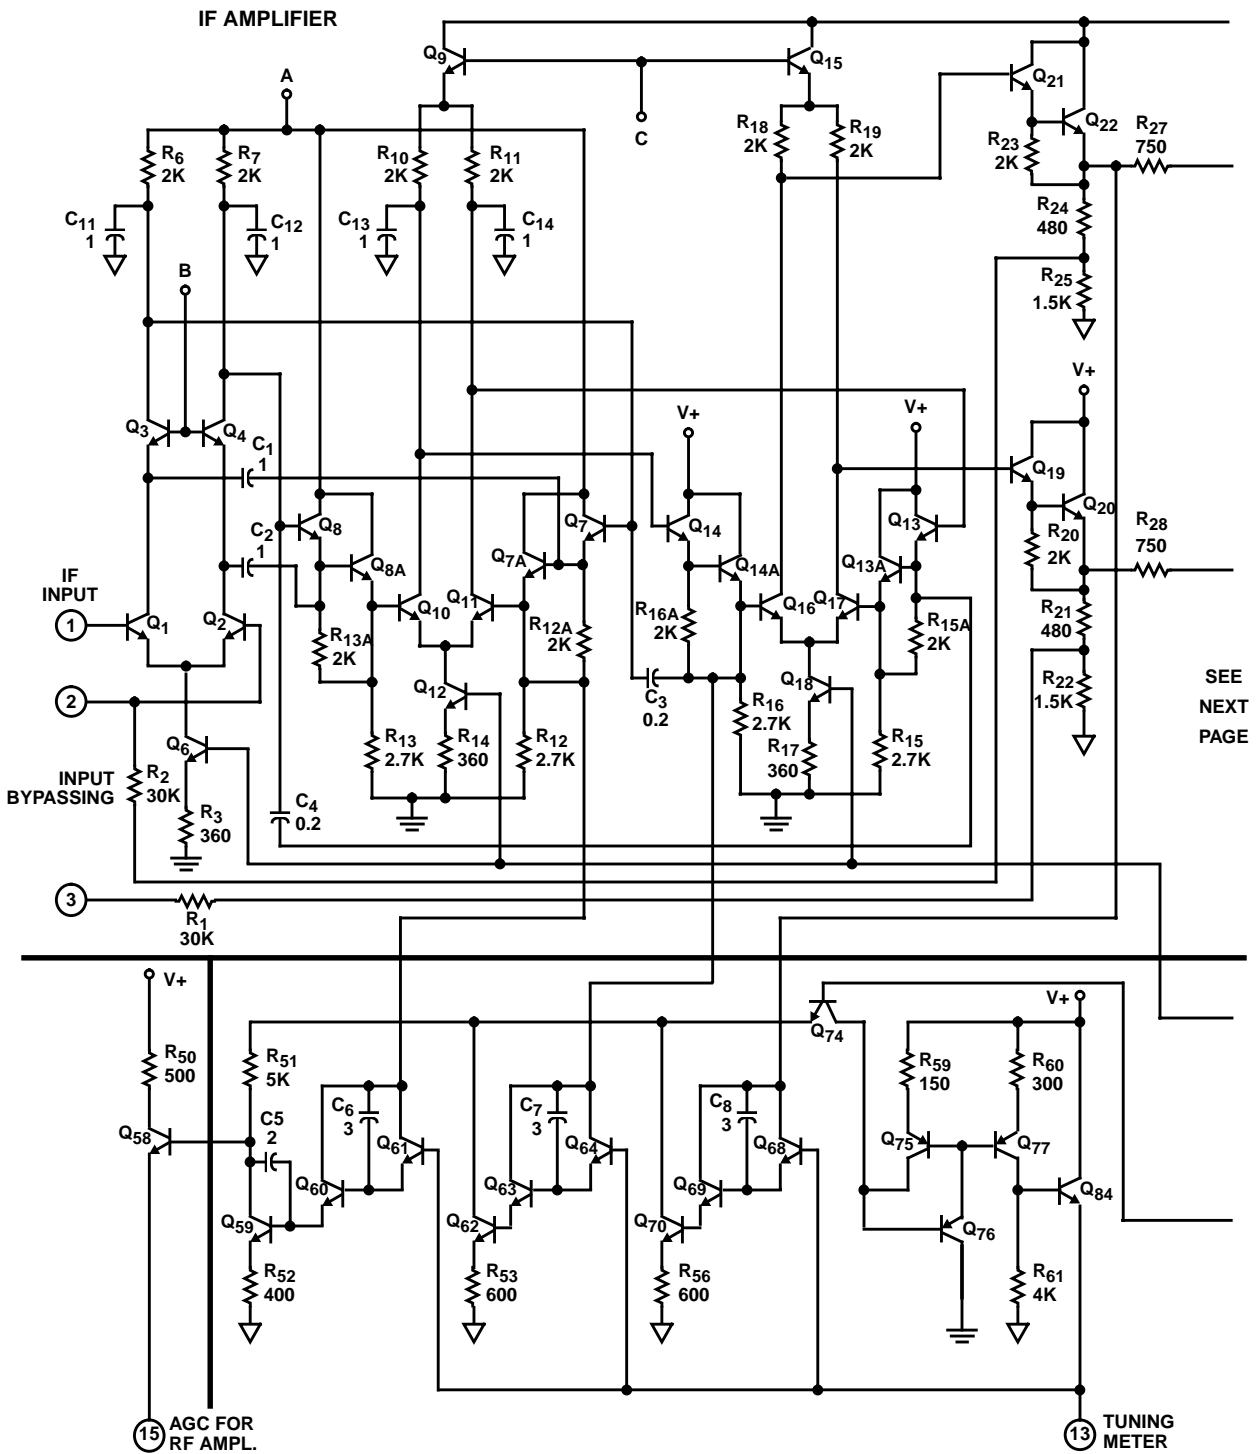 IF AMPLIFIER
A
B
C
Q9
Q15
Q21
Q22
R27
750
R23
2K
R18
2K
R19
2K
R6
2K
R7
2K
R10
2K
R11
2K
C11
1
C12
1
C13
1
C14
1
R24
480
R25
1.5K
V+
V+
V+
Q3
Q4
C1
1
Q8
C2
1
Q8A
Q7
Q7A
Q10
Q11
R12A
2K
Q14
Q14A
R16A
2K
Q16
Q17
Q13
Q13A
R15A
2K
Q19
Q20
R20
2K
R28
750
R21
480
R22
1.5K
IF
INPUT
1
Q1
Q2
2
R13A
2K
Q12
C3
0.2
R16
2.7K
Q18
SEE
NEXT
PAGE
Q6
INPUT
BYPASSING
R2
30K
R3
360
R13
2.7K
R14
360
R12
2.7K
R17
360
R15
2.7K
C4
0.2
3
R1
30K
V+
R50
500
Q58
R51
5K
C5
2
Q59
R52
400
C6
3
Q61
Q60
C7
3
Q64
Q63
Q62
R53
600
C8
3
Q68
Q69
Q70
R56
600
Q74
V+
R59
150
R60
300
Q75
Q77
Q84
Q76
R61
4K
15
AGC FOR
RF AMPL.
13
TUNING
METER